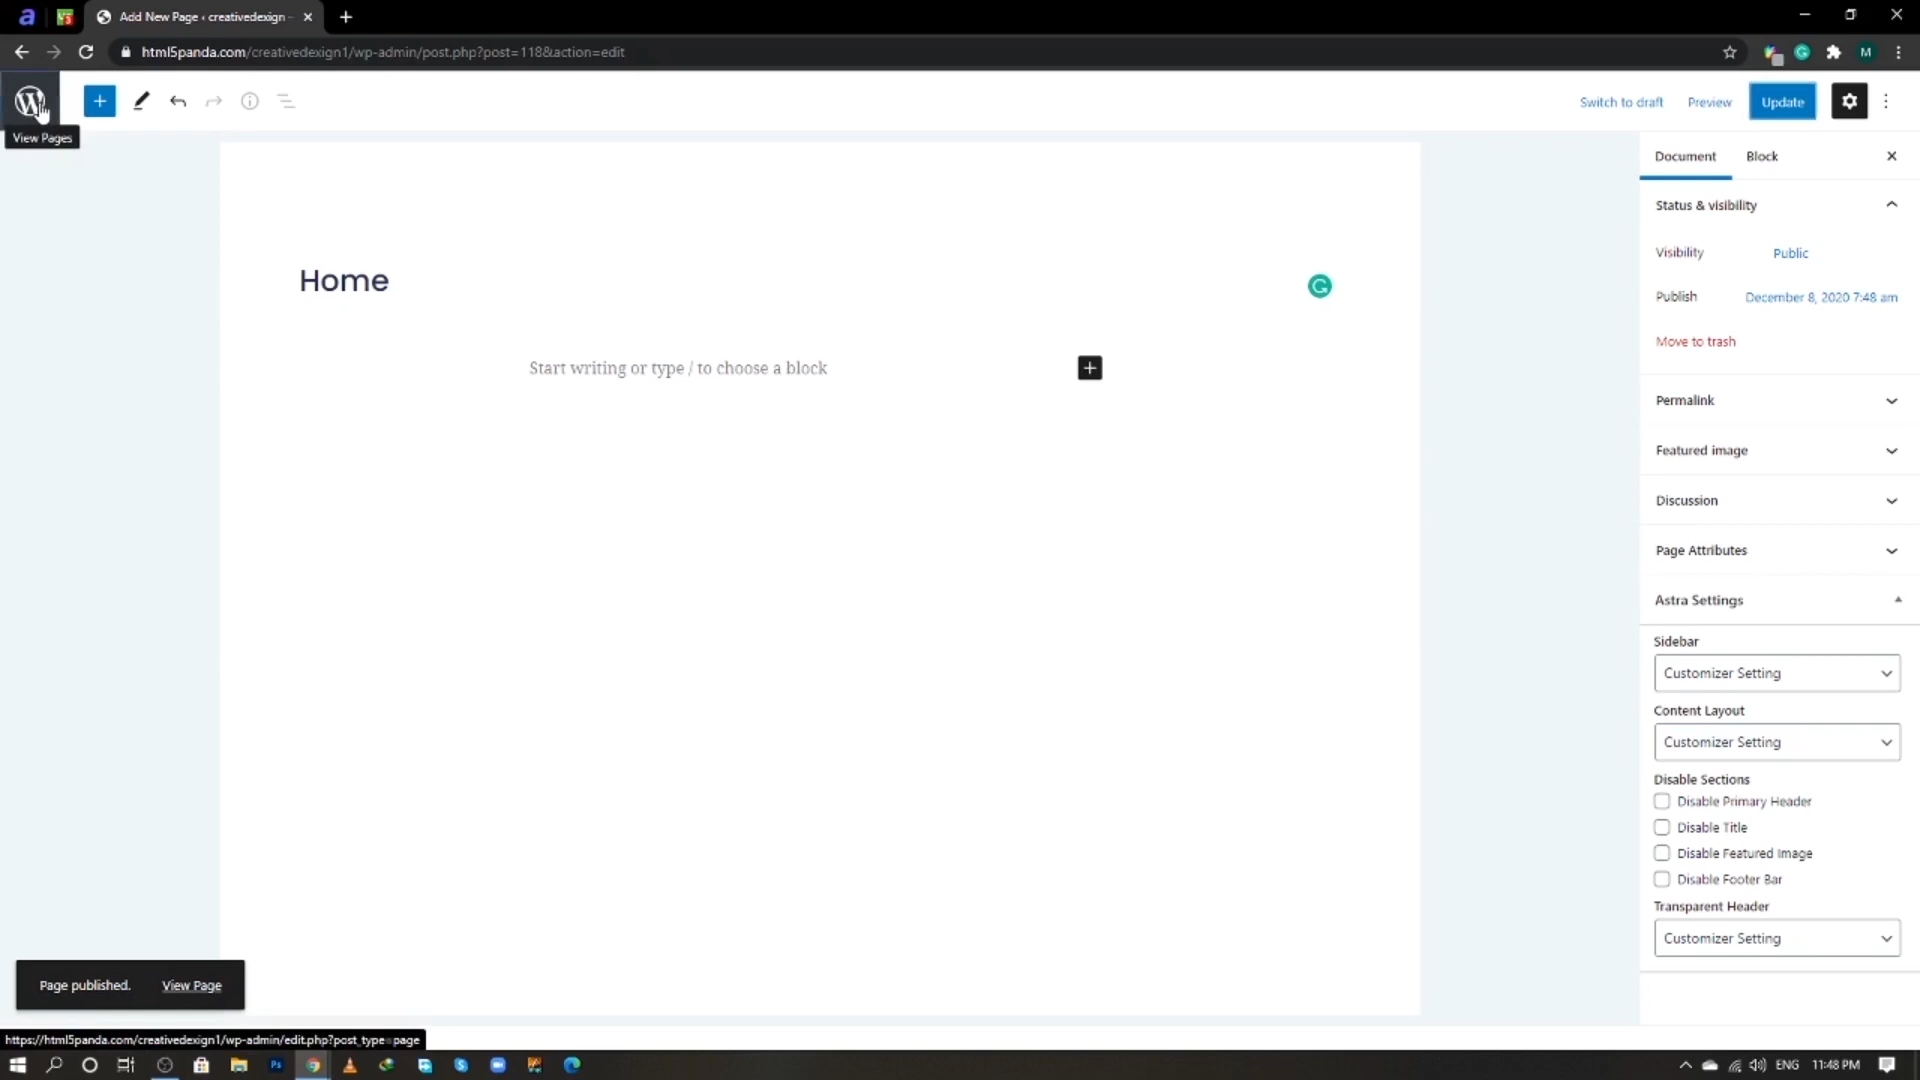 Add New Page ‹ creativedexign –
html5panda.com/creativedexign1/wp-admin/post.php?post=118&action=edit
M
View Pages
Switch to draft
Preview
Update
Document
Block
Status & visibility
Visibility
Public
Publish
December 8, 2020 7:48 am
Move to trash
Home
Start writing or type / to choose a block
Permalink
Featured image
Discussion
Page Attributes
Astra Settings
Sidebar
Customizer Setting
Content Layout
Customizer Setting
Disable Sections
Disable Primary Header
Disable Title
Disable Featured Image
Disable Footer Bar
Transparent Header
Customizer Setting
Page published.
View Page
https://html5panda.com/creativedexign1/wp-admin/edit.php?post_type=page
ENG
11:48 PM